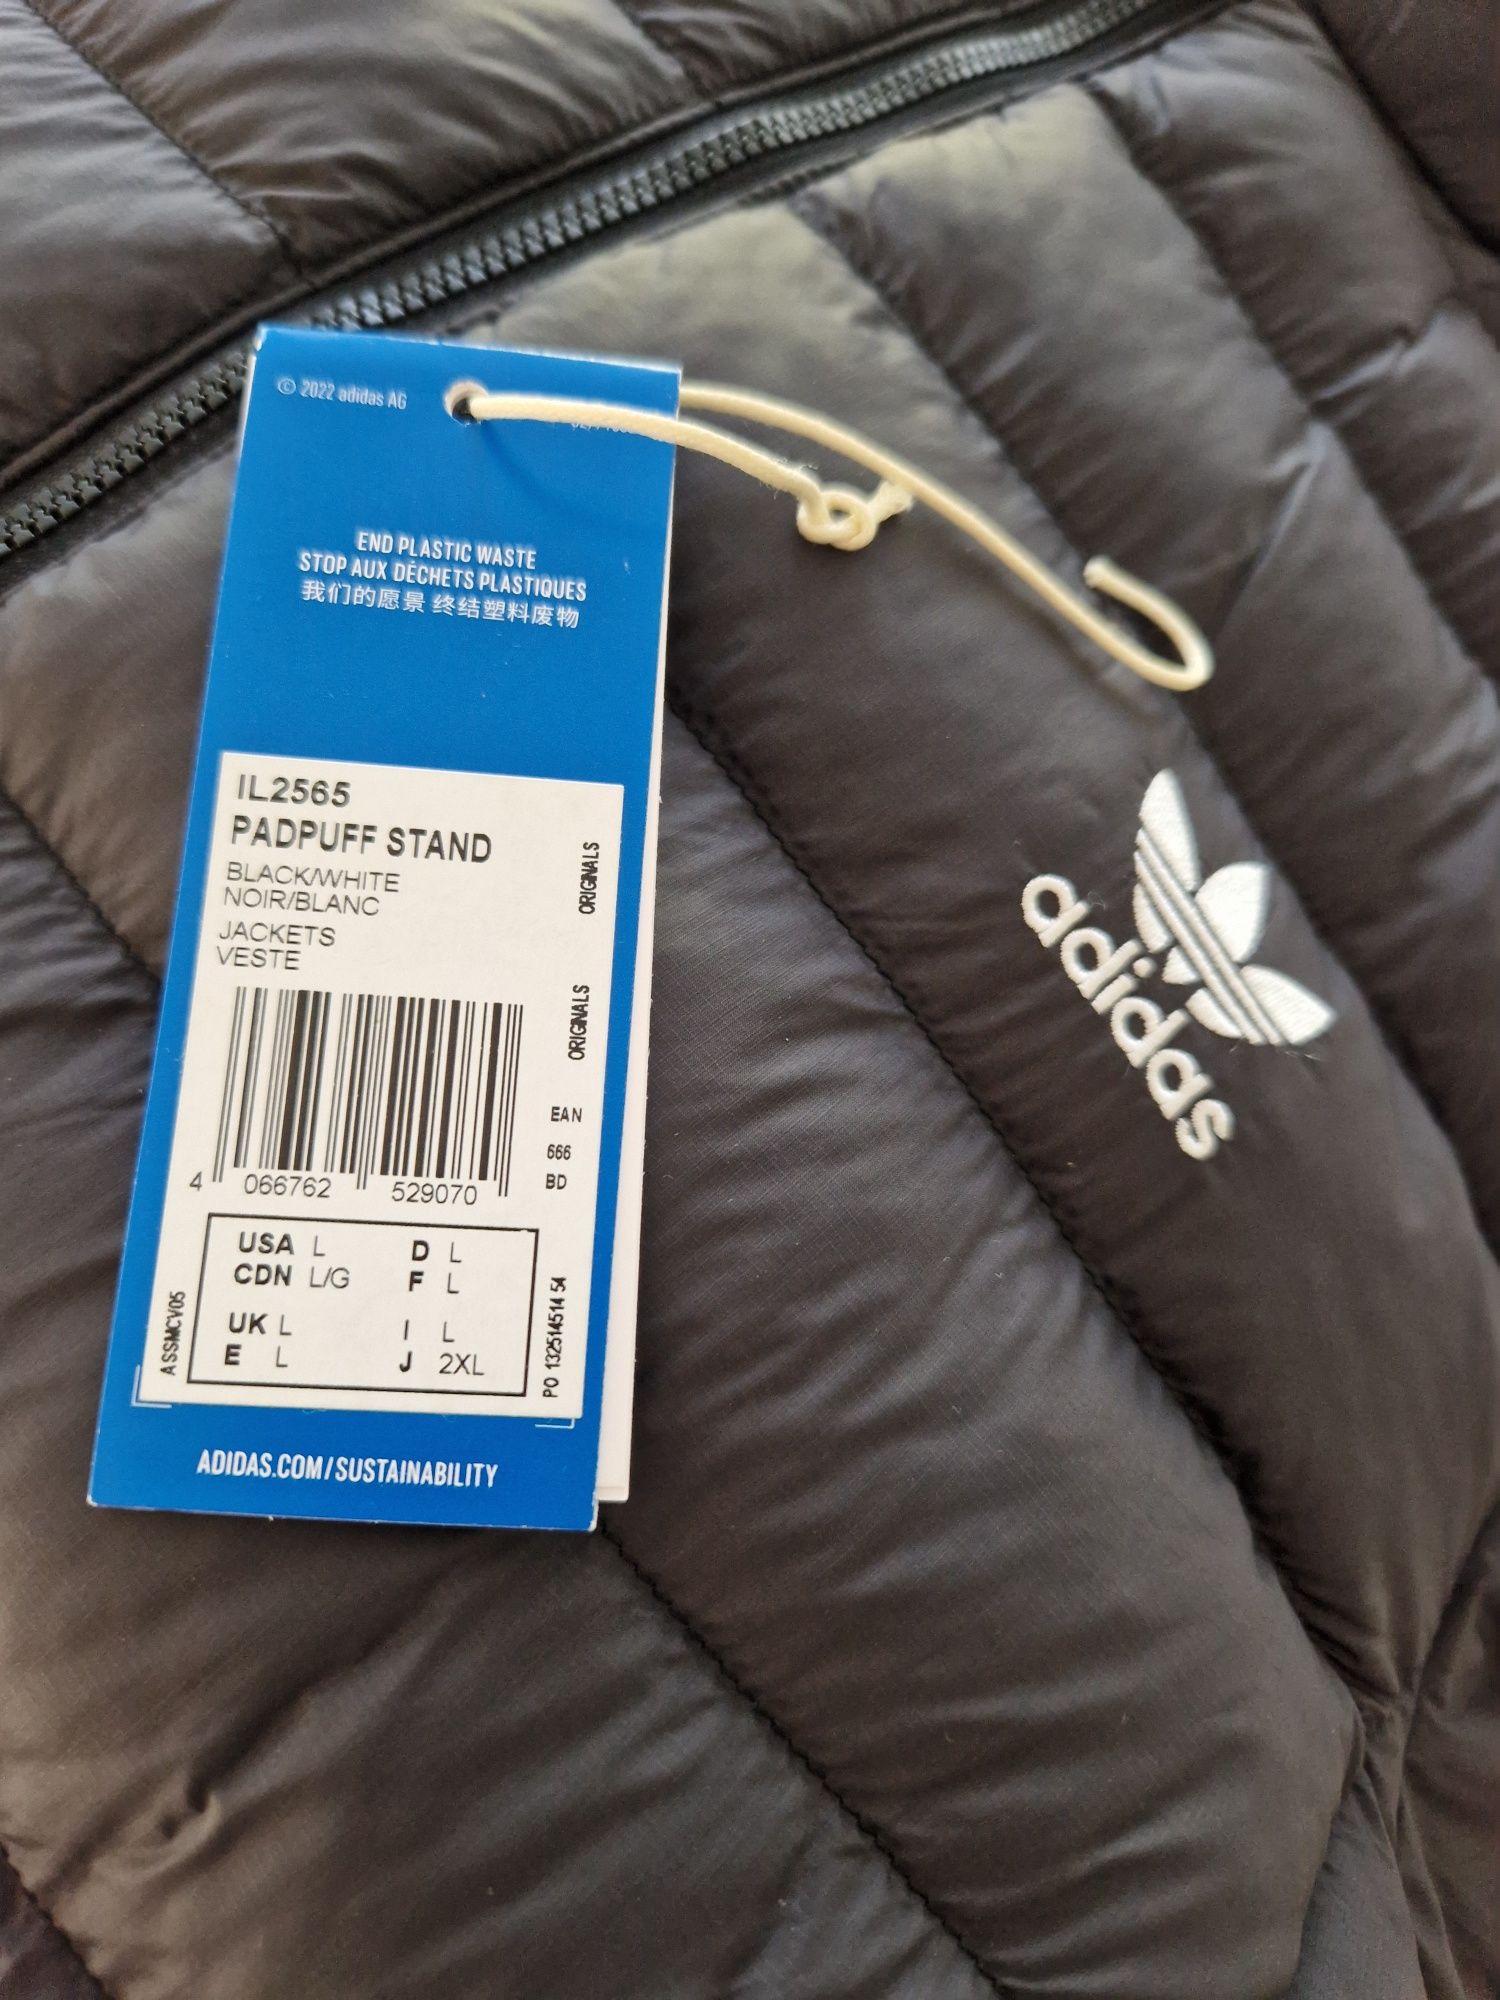 © 2022 adidas AG
END PLASTIC WASTE
STOP AUX DÉCHETS PLASTIQUES
我们的愿景 终结塑料废物
IL2565
PADPUFF STAND
BLACK/WHITE
NOIR/BLANC
JACKETS
VESTE
ORIGINALS
ORIGINALS
EAN
666
BD
4 066762 529070
USA L D L
CDN L/G F L
UK L I L
E L J 2XL
ASSMCV05
PO 132514514 54
ADIDAS.COM/SUSTAINABILITY
adidas